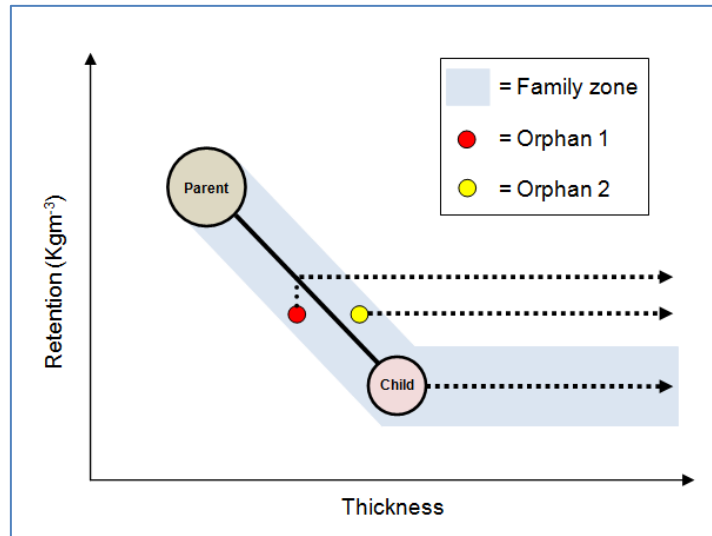 = Family zone
= Orphan 1
= Orphan 2
Parent
Child
Retention (Kgm⁻³)
Thickness